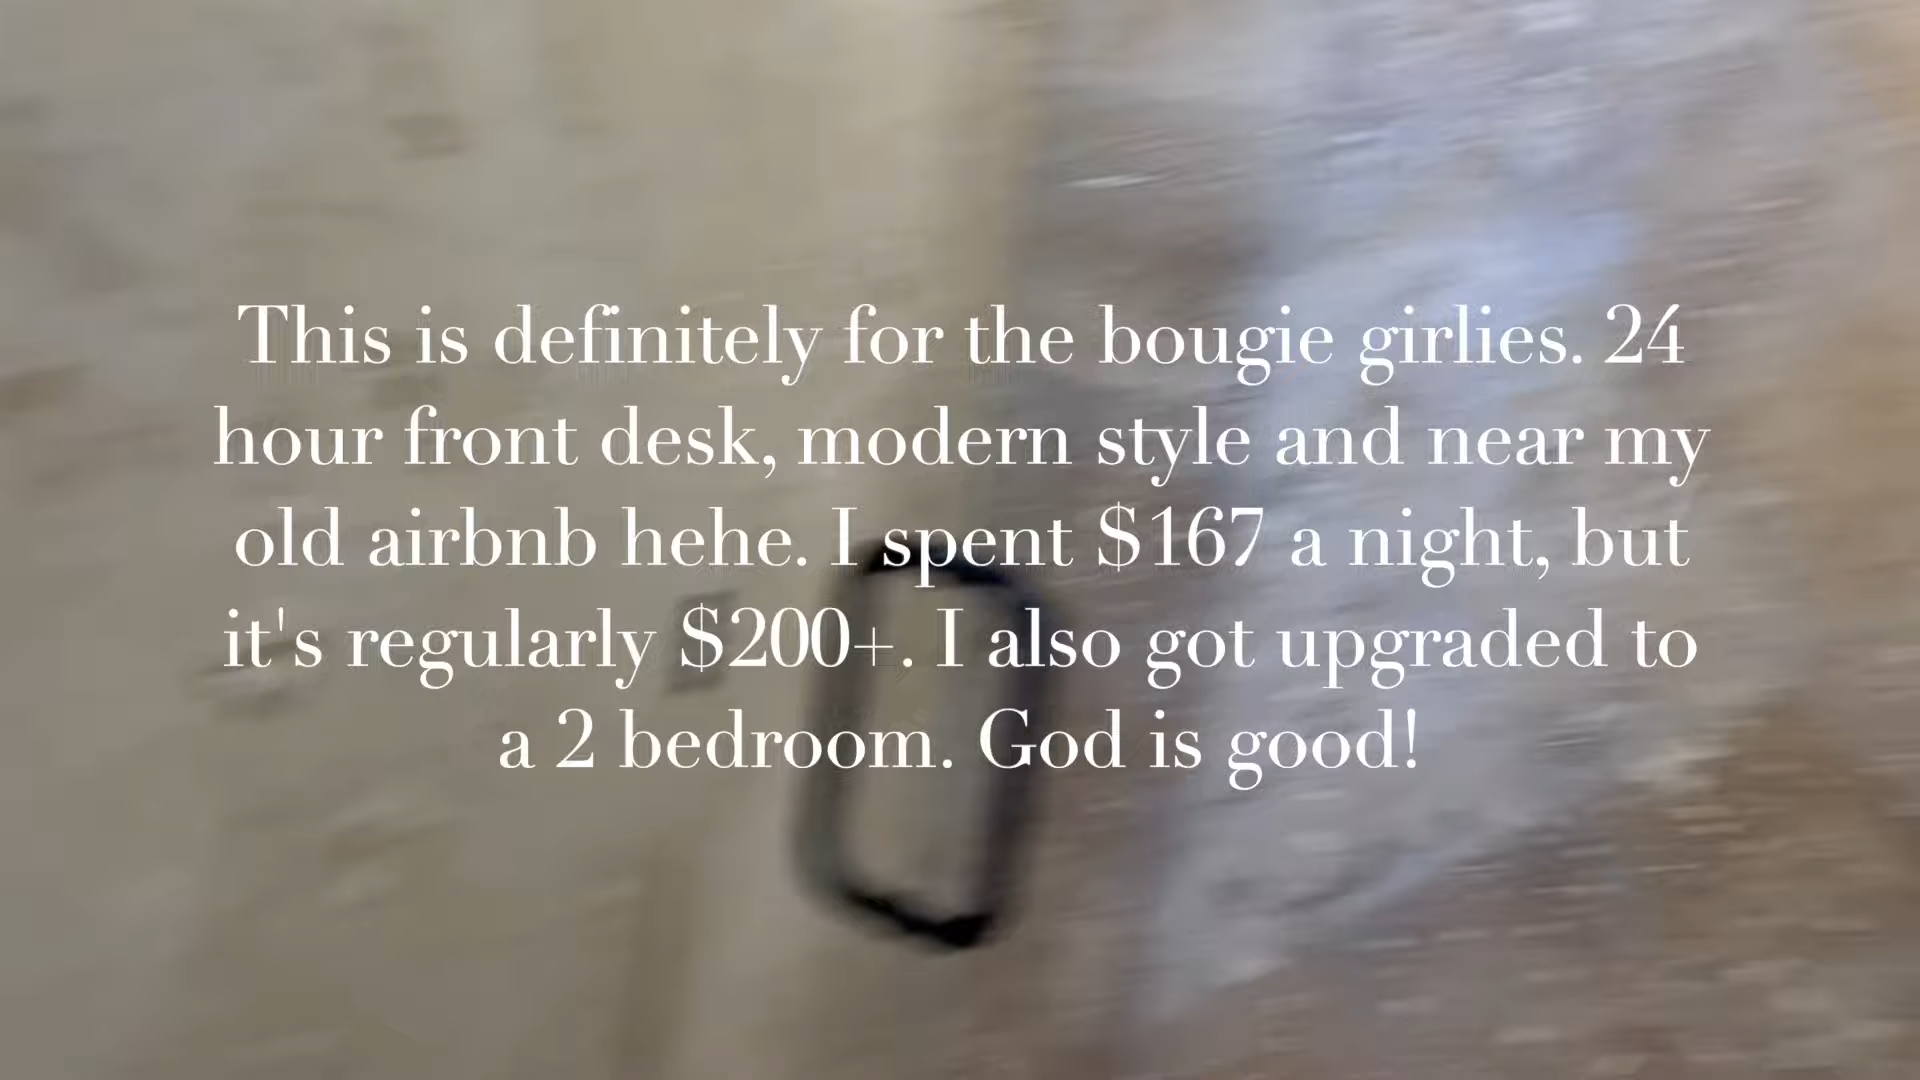 This is definitely for the bougie girlies. 24
hour front desk, modern style and near my
old airbnb hehe. I spent $167 a night, but
it's regularly $200+. I also got upgraded to
a 2 bedroom. God is good!